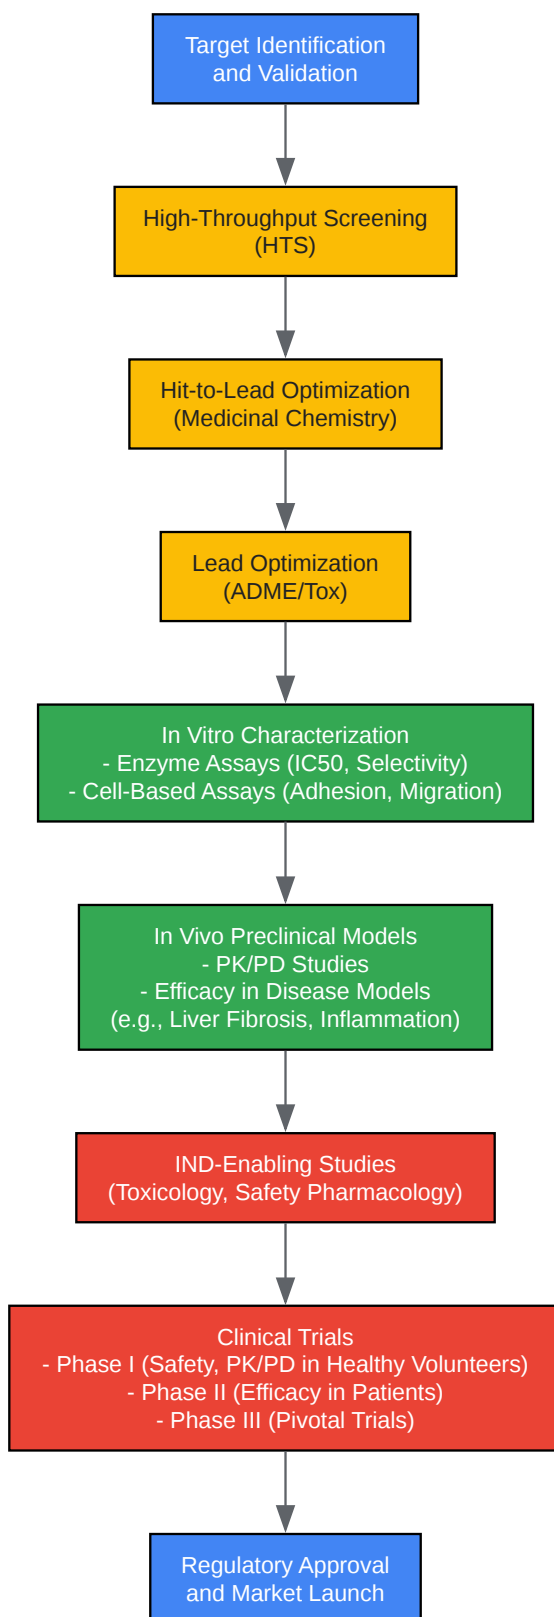 Target Identification
and Validation
High-Throughput Screening
(HTS)
Hit-to-Lead Optimization
(Medicinal Chemistry)
Lead Optimization
(ADME/Tox)
In Vitro Characterization
- Enzyme Assays (IC50, Selectivity)
- Cell-Based Assays (Adhesion, Migration)
In Vivo Preclinical Models
- PK/PD Studies
- Efficacy in Disease Models
(e.g., Liver Fibrosis, Inflammation)
IND-Enabling Studies
(Toxicology, Safety Pharmacology)
Clinical Trials
- Phase I (Safety, PK/PD in Healthy Volunteers)
- Phase II (Efficacy in Patients)
- Phase III (Pivotal Trials)
Regulatory Approval
and Market Launch